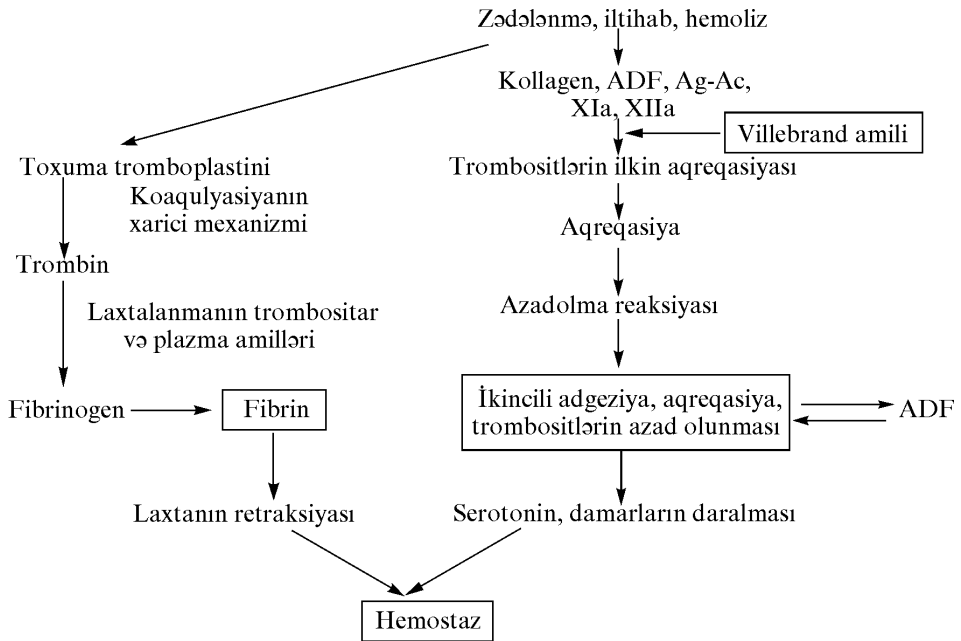 Zədələnmə, iltihab, hemoliz
Kollagen, ADF, Ag-Ac,
XIa, XIIa
Villebrand amili
Toxuma tromboplastini
Trombositlərin ilkin aqreqasiyası
Koaqulyasiyanın
xarici mexanizmi
Aqreqasiya
Trombin
Azadolma reaksiyası
Laxtalanmanın trombositar
və plazma amilləri
Fibrinogen
Fibrin
İkincili adgeziya, aqreqasiya,
trombositlərin azad olunması
ADF
Laxtanın retraksiyası
Serotonin, damarların daralması
Hemostaz